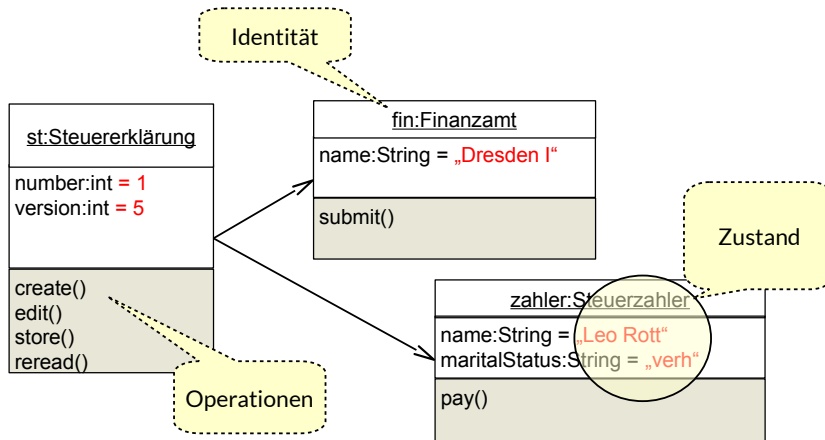 Identität
st:Steuererklärung
number:int = 1
version:int = 5
create()
edit()
store()
reread()
Operationen
fin:Finanzamt
name:String = „Dresden I“
submit()
Zustand
zahler:Steuerzahler
name:String = „Leo Rott“
maritalStatus:String = „verh“
pay()